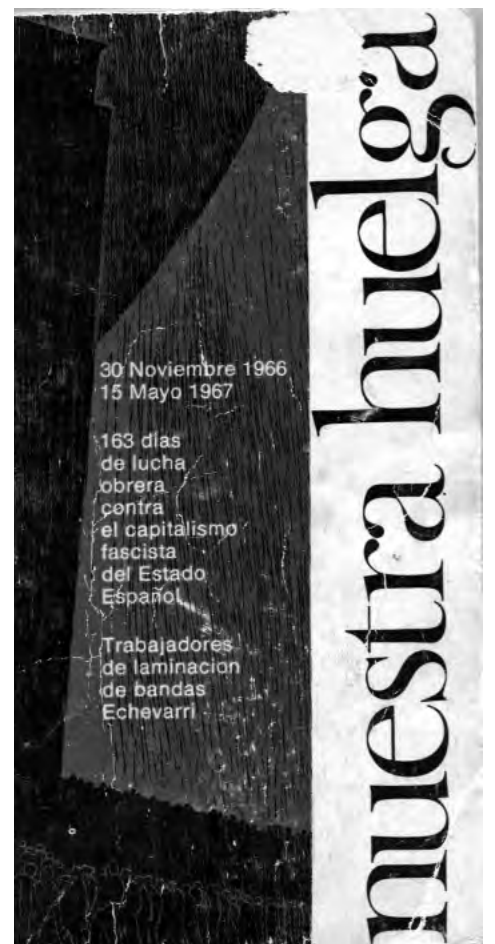 nuestra huelga
30 Noviembre 1966
15 Mayo 1967
163 días
de lucha
obrera
contra
el capitalismo
fascista
del Estado
Español
Trabajadores
de laminacion
de bandas
Echevarri